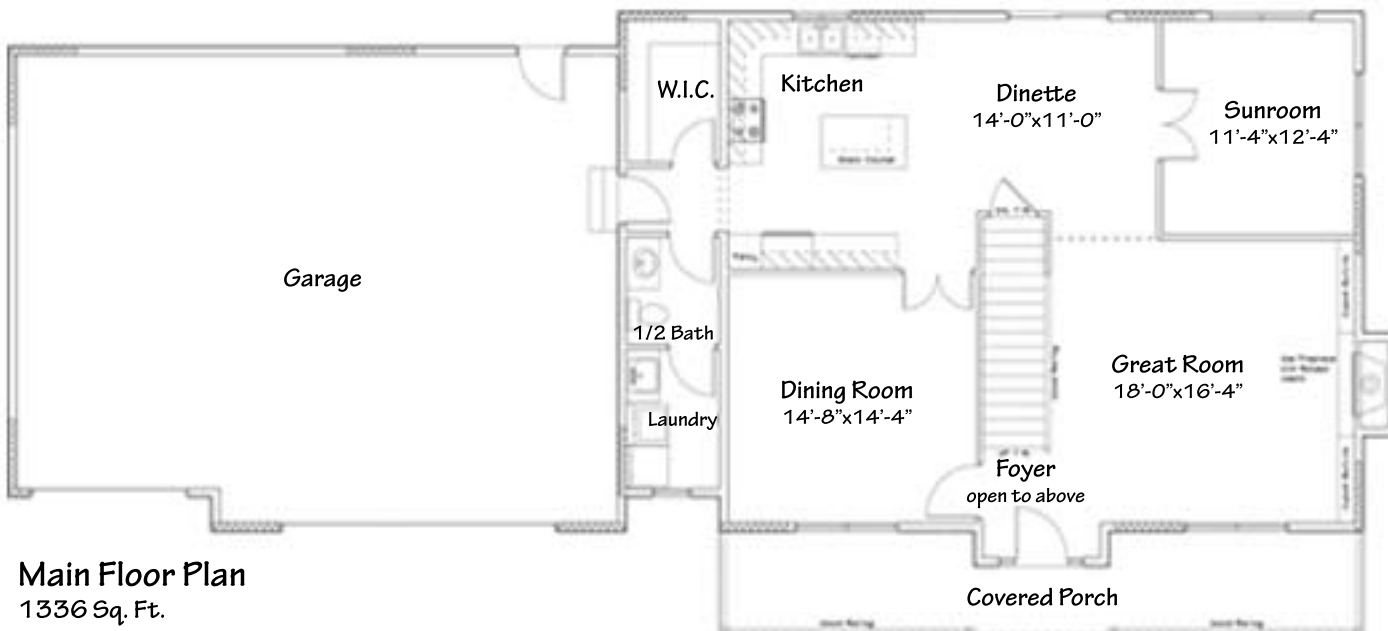 W.I.C.
Kitchen
Dinette
14'-0"x11'-0"
Sunroom
11'-4"x12'-4"
Garage
1/2 Bath
Laundry
Dining Room
14'-8"x14'-4"
Great Room
18'-0"x16'-4"
Foyer
open to above
Covered Porch
Main Floor Plan
1336 Sq. Ft.